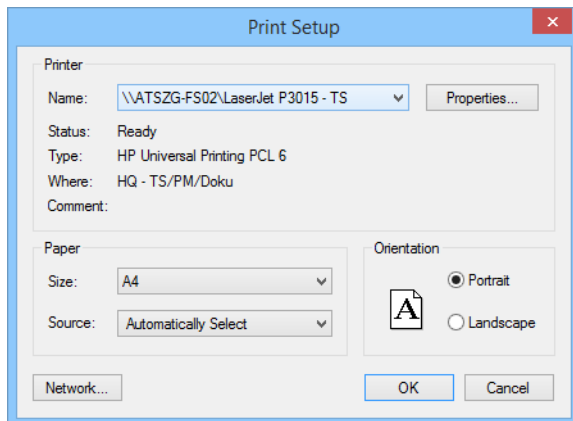 Print Setup
Printer
Name: \\ATSZG-FS02\LaserJet P3015 - TS Properties...
Status: Ready
Type: HP Universal Printing PCL 6
Where: HQ - TS/PM/Doku
Comment:
Paper
Size: A4
Source: Automatically Select
Orientation
A
Portrait
Landscape
Network... OK Cancel